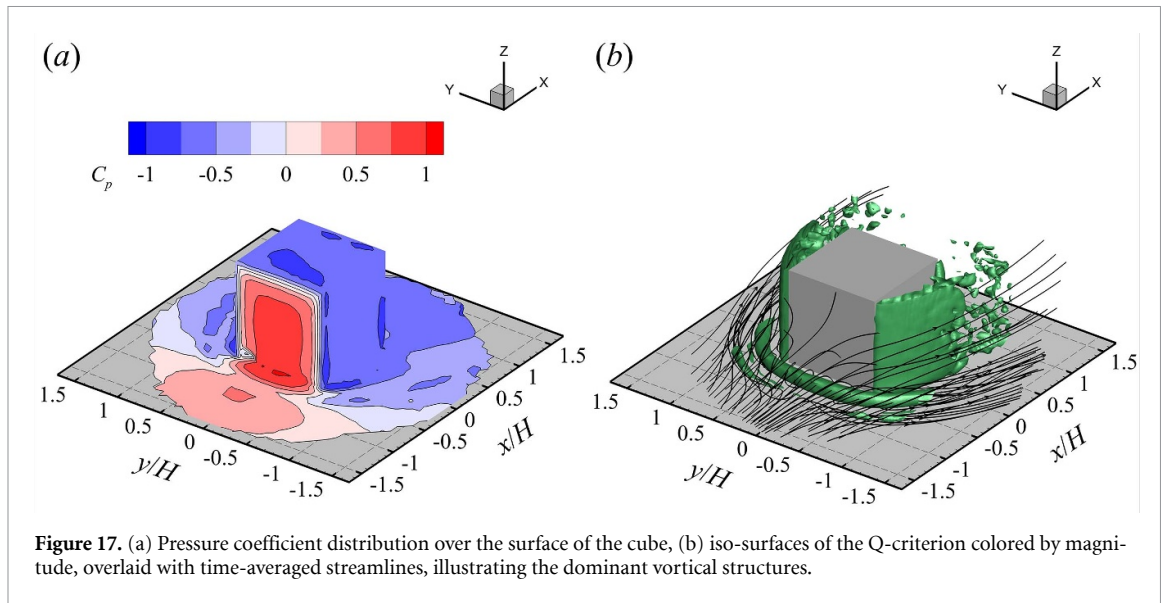 (a)
Z
Y
X
C_p -1 -0.5 0 0.5 1
1.5
1
0.5
0
-0.5
-1
-1.5
y/H
-1.5
-1
-0.5
0
0.5
1
1.5
x/H
(b)
Z
Y
X
1.5
1
0.5
0
-0.5
-1
-1.5
y/H
-1.5
-1
-0.5
0
0.5
1
1.5
x/H
Figure 17. (a) Pressure coefficient distribution over the surface of the cube, (b) iso-surfaces of the Q-criterion colored by magni-
tude, overlaid with time-averaged streamlines, illustrating the dominant vortical structures.